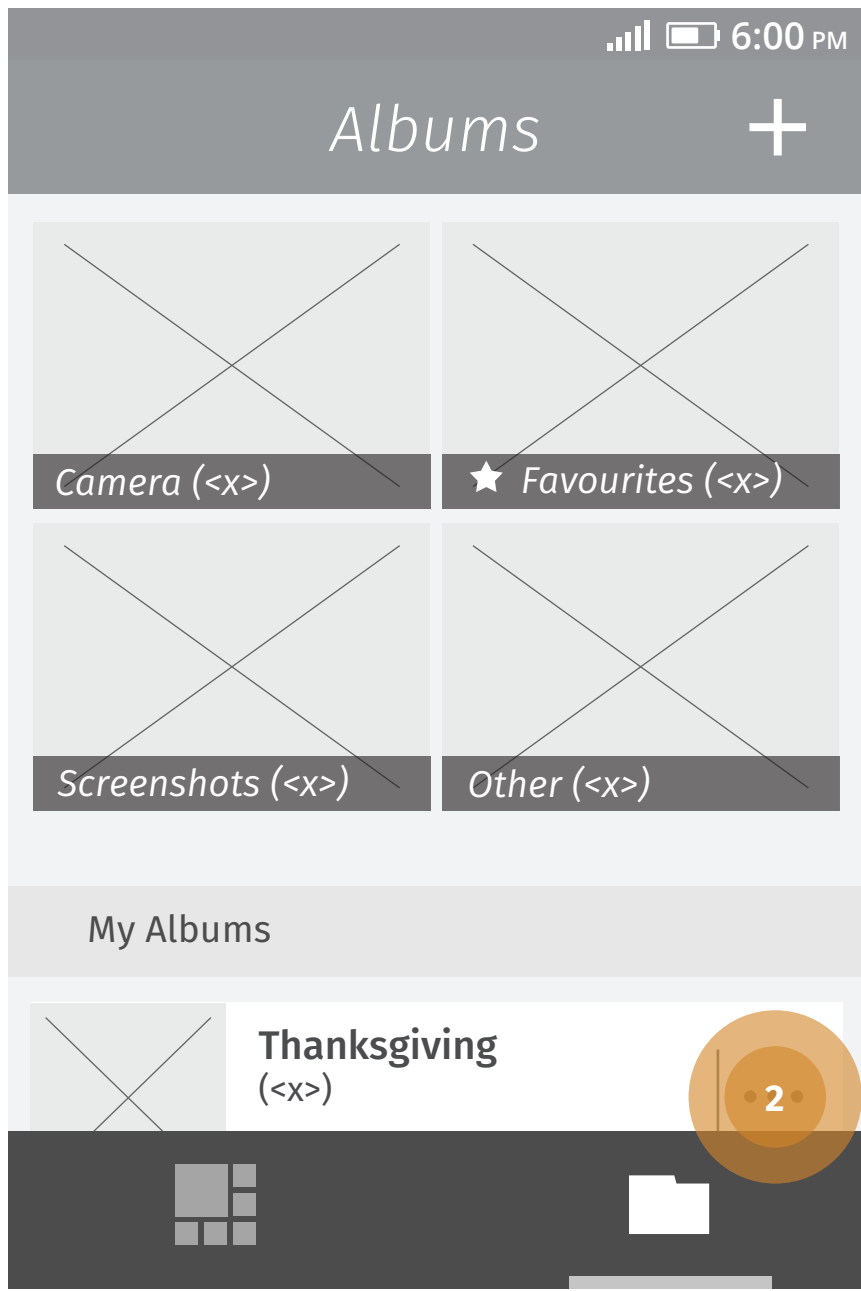 6:00 PM
Albums
Camera (<x>)
Favourites (<x>)
Screenshots (<x>)
Other (<x>)
My Albums
Thanksgiving
(<x>)
2